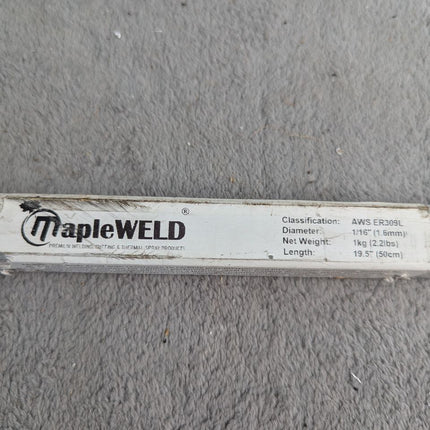 mapleWELD®
PREMIUM WELDING, CUTTING & THERMAL SPRAY PRODUCTS
Classification: AWS ER309L
Diameter: 1/16" (1.6mm)
Net Weight: 1kg (2.2lbs)
Length: 19.5" (50cm)